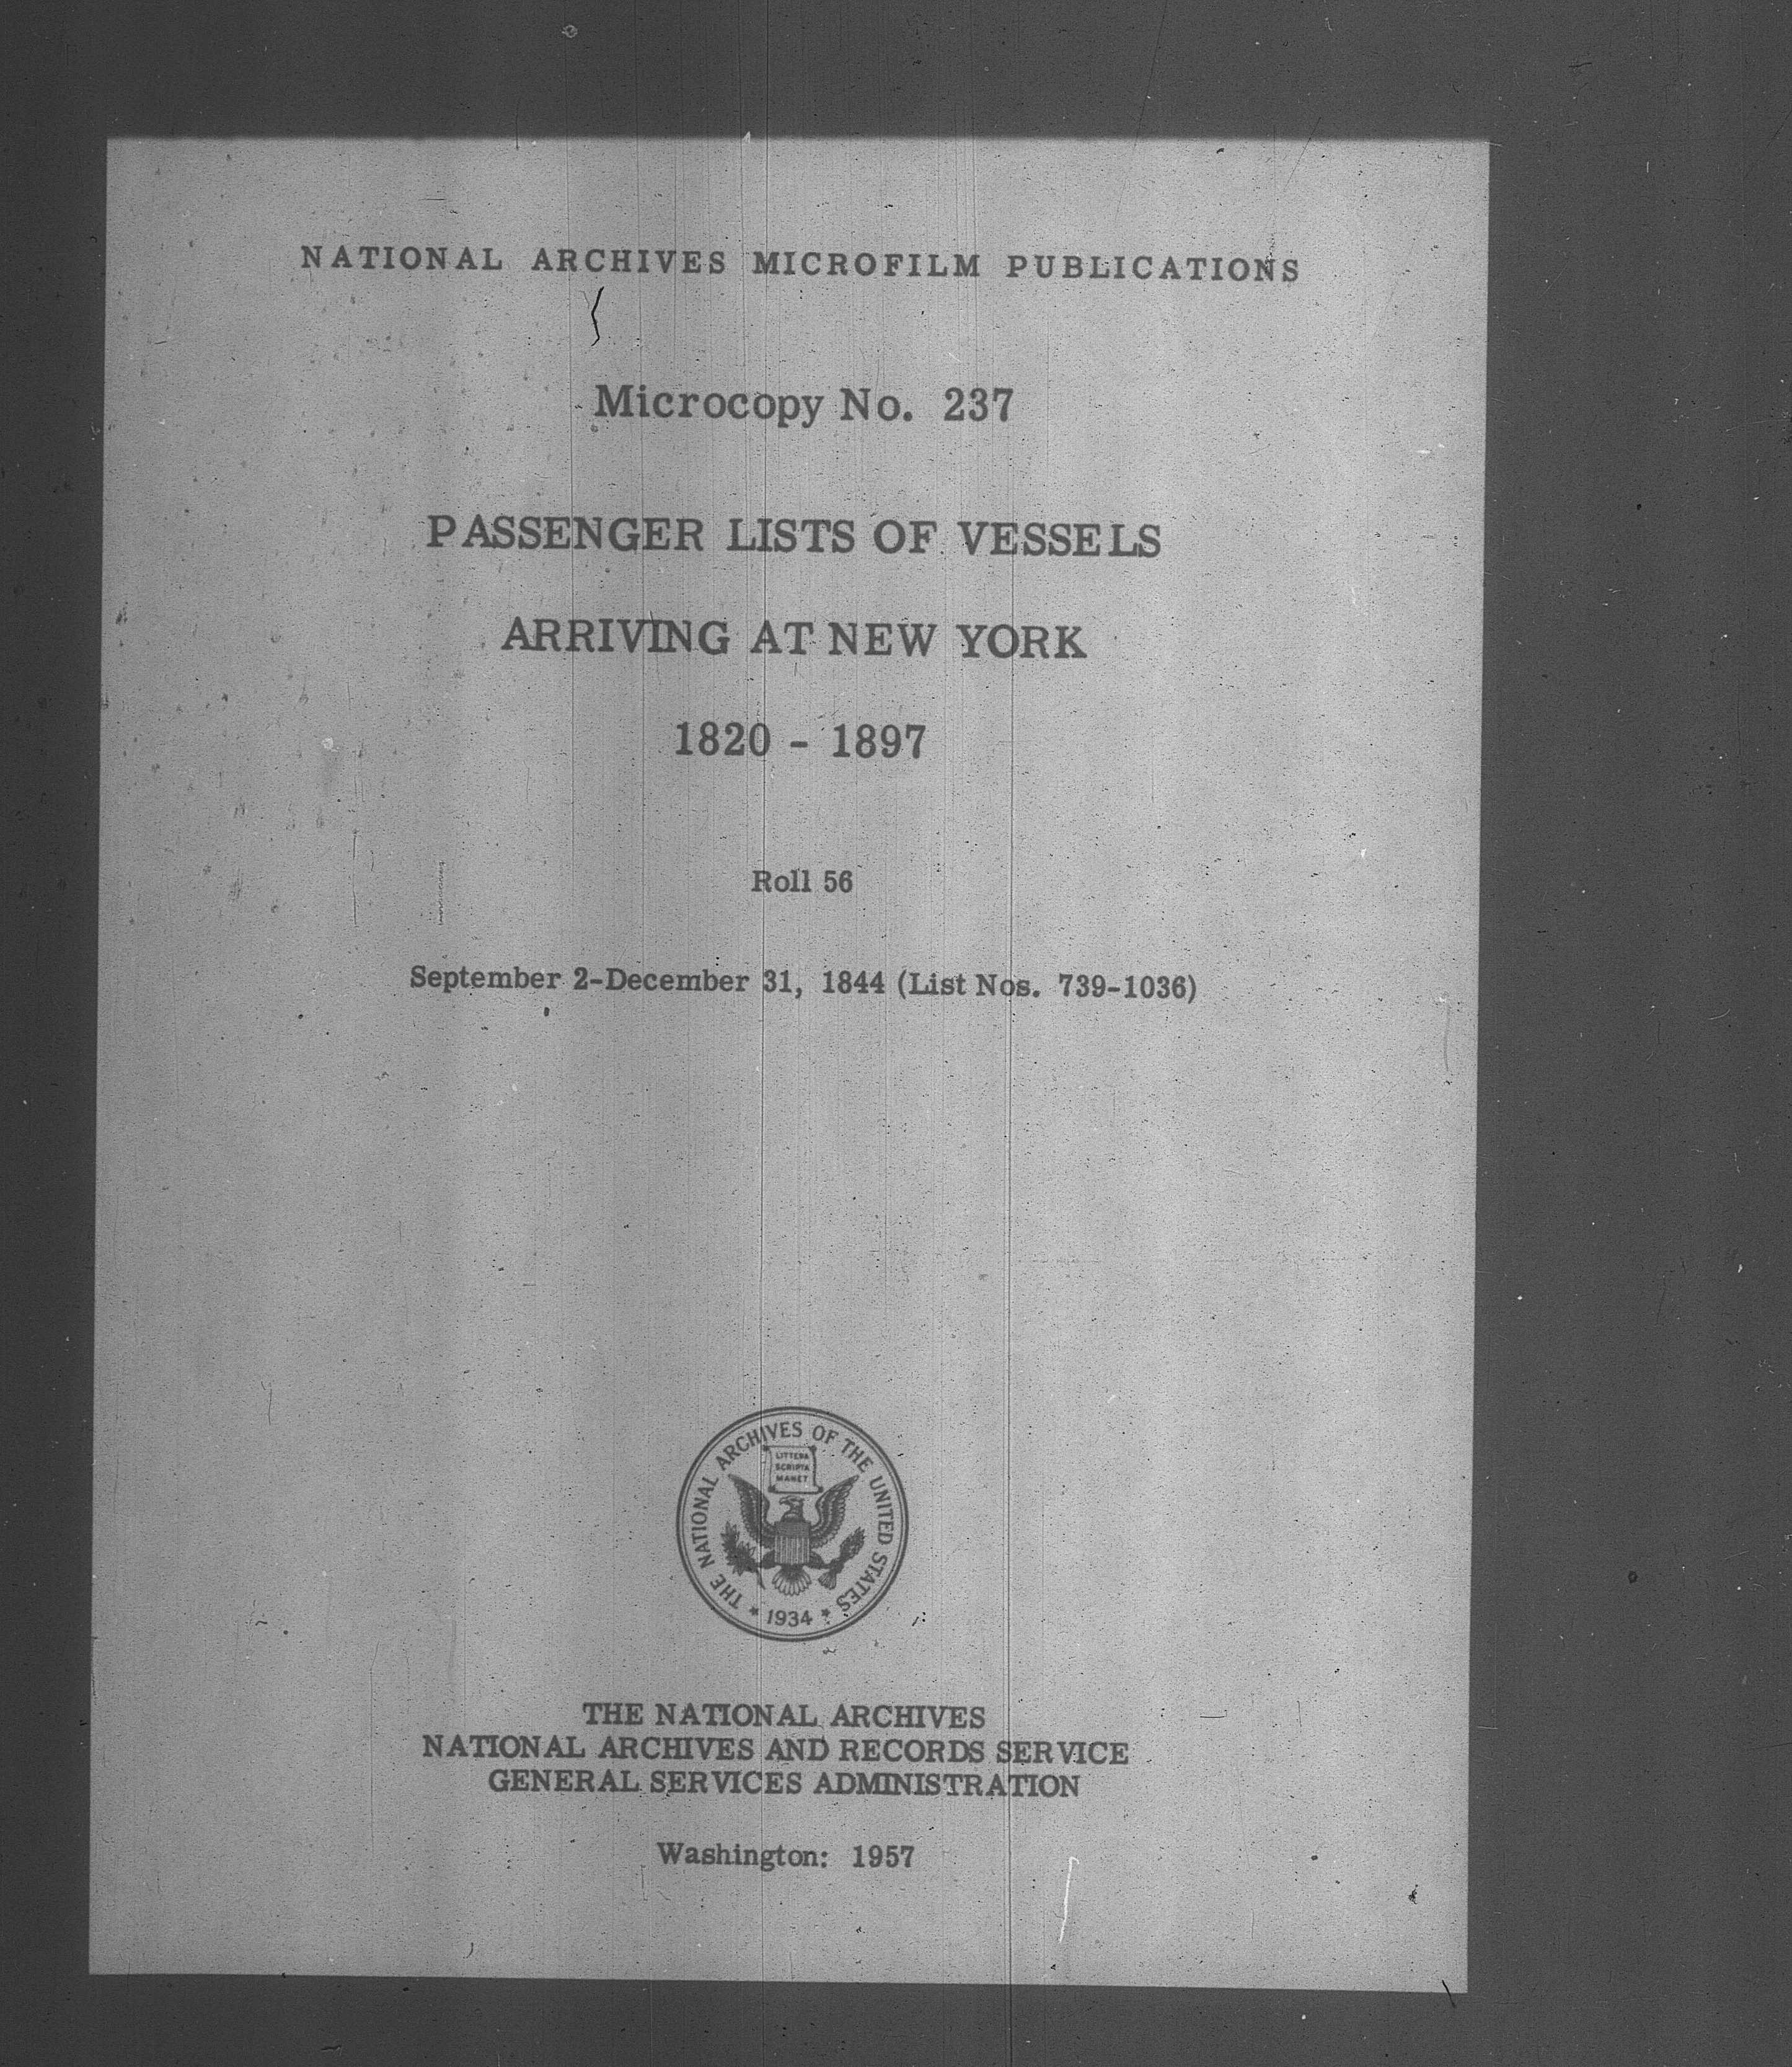 NATIONAL ARCHIVES MICROFILM PUBLICATIONS
Microcopy No. 237
PASSENGER LISTS OF VESSELS
ARRIVING AT NEW YORK
1820 - 1897
Roll 56
September 2-December 31, 1844 (List Nos. 739-1036)
THE NATIONAL ARCHIVES OF THE UNITED STATES
LITTERA
SCRIPTA
MANET
* 1934 *
THE NATIONAL ARCHIVES
NATIONAL ARCHIVES AND RECORDS SERVICE
GENERAL SERVICES ADMINISTRATION
Washington: 1957